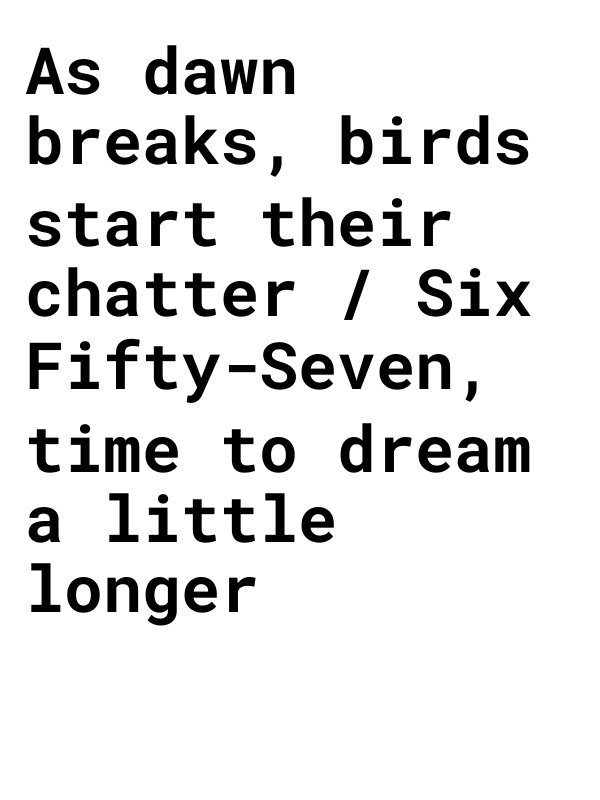 As dawn
breaks, birds
start their
chatter / Six
Fifty-Seven,
time to dream
a little
longer